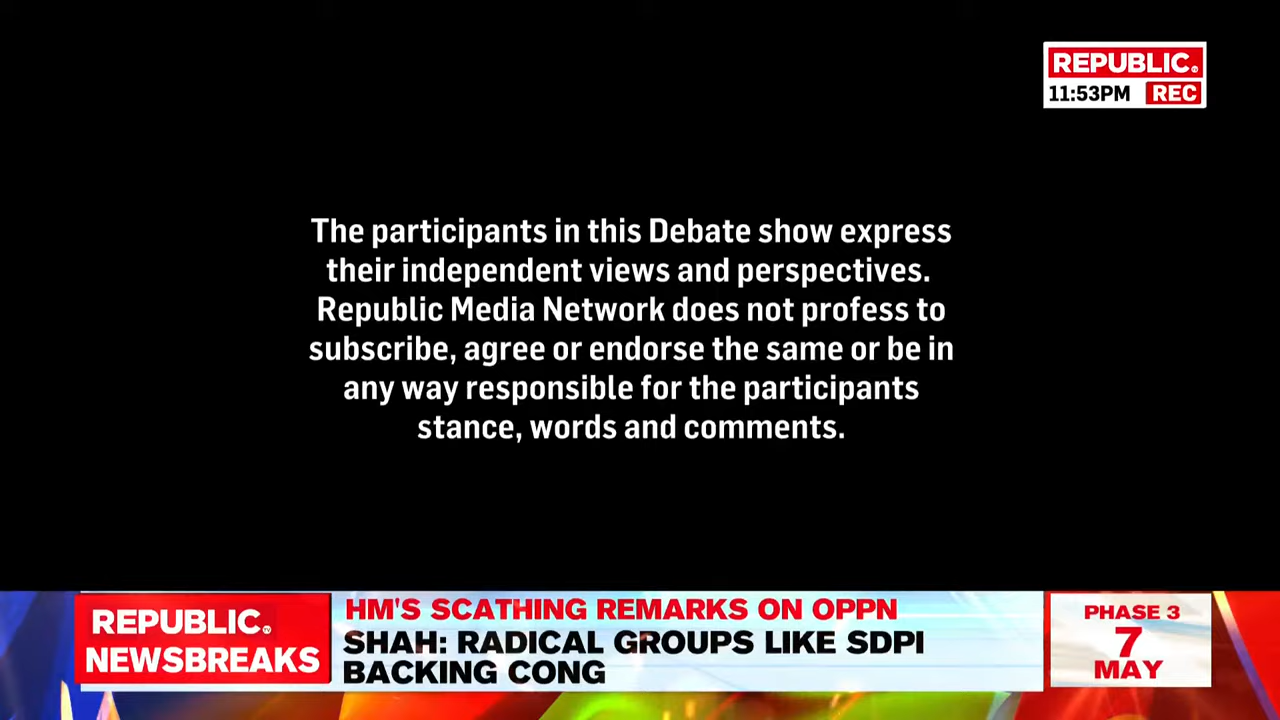 REPUBLIC.
11:53PM REC
The participants in this Debate show express
their independent views and perspectives.
Republic Media Network does not profess to
subscribe, agree or endorse the same or be in
any way responsible for the participants
stance, words and comments.
REPUBLIC.TV
NEWSBREAKS
HM'S SCATHING REMARKS ON OPPN
SHAH: RADICAL GROUPS LIKE SDPI
BACKING CONG
PHASE 3
7
MAY